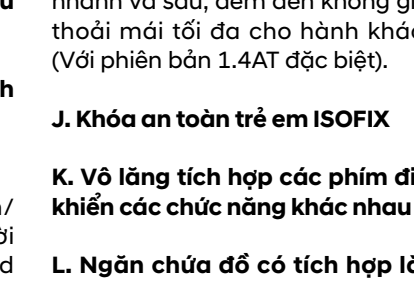 u
nhanh và sâu, đem đến không gi
thoải mái tối đa cho hành khác
(Với phiên bản 1.4AT đặc biệt).
h
J. Khóa an toàn trẻ em ISOFIX
K. Vô lăng tích hợp các phím đi
/
khiển các chức năng khác nhau
ời
d
L. Ngăn chứa đồ có tích hợp là